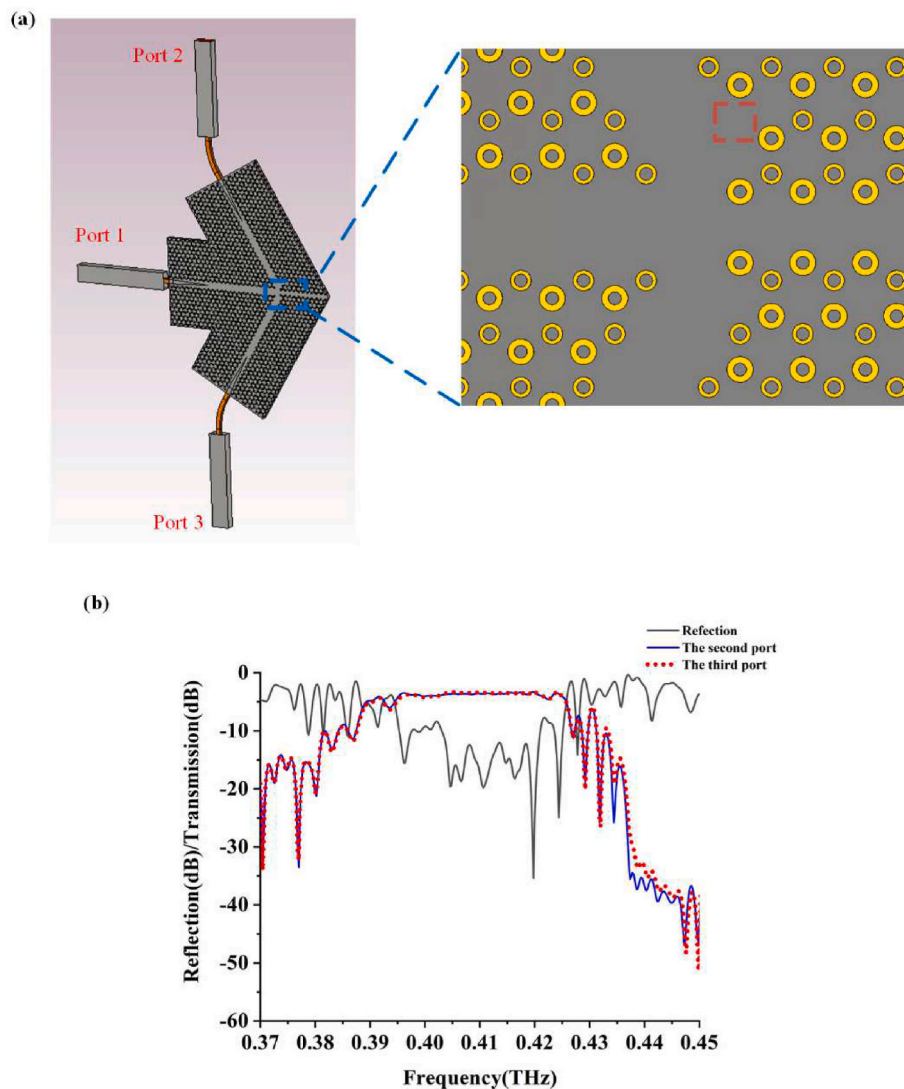 (a)
Port 2
Port 1
Port 3
(b)
Refection
The second port
The third port
Reflection(dB)/Transmission(dB)
0
-10
-20
-30
-40
-50
-60
0.37 0.38 0.39 0.40 0.41 0.42 0.43 0.44 0.45
Frequency(THz)